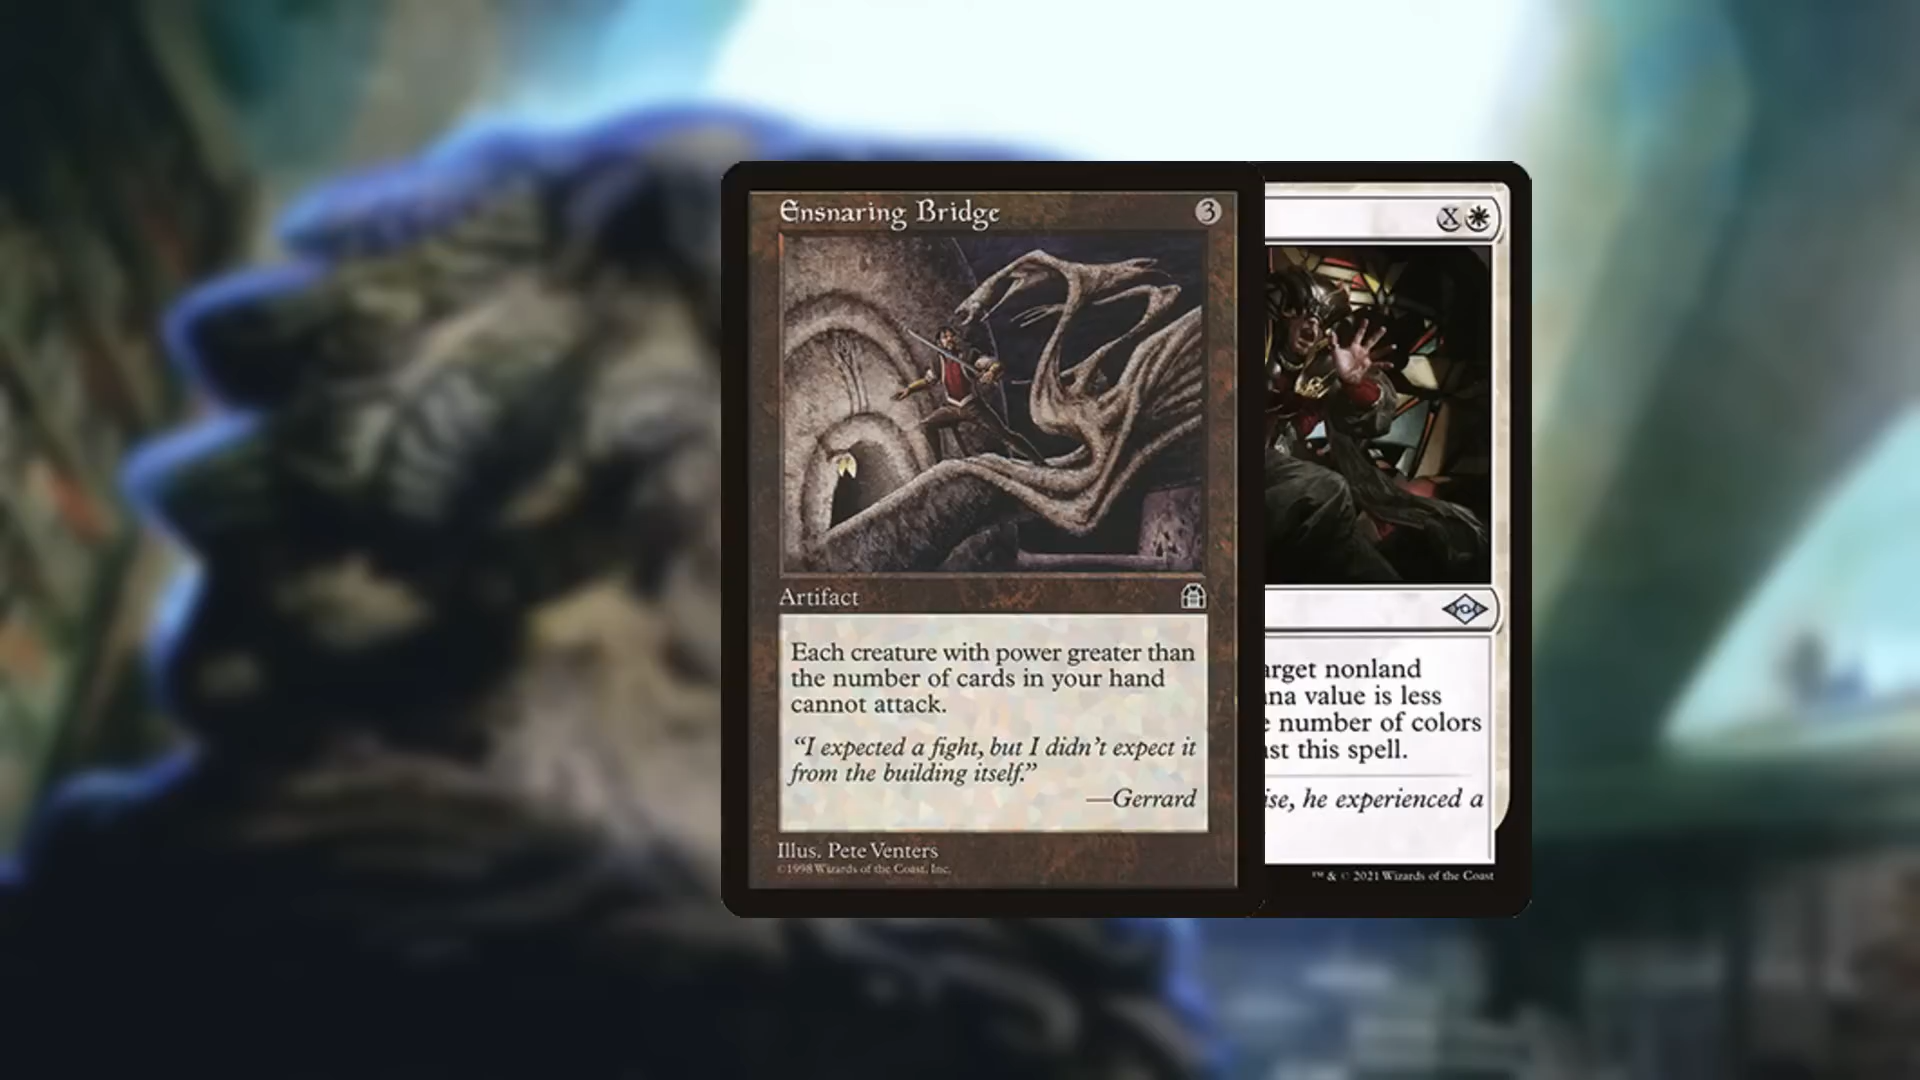 Ensnaring Bridge 3
Artifact
Each creature with power greater than
the number of cards in your hand
cannot attack.
“I expected a fight, but I didn’t expect it
from the building itself.”
—Gerrard
Illus. Pete Venters
©1998 Wizards of the Coast, Inc.
X
arget nonland
na value is less
e number of colors
st this spell.
ise, he experienced a
™ & © 2021 Wizards of the Coast